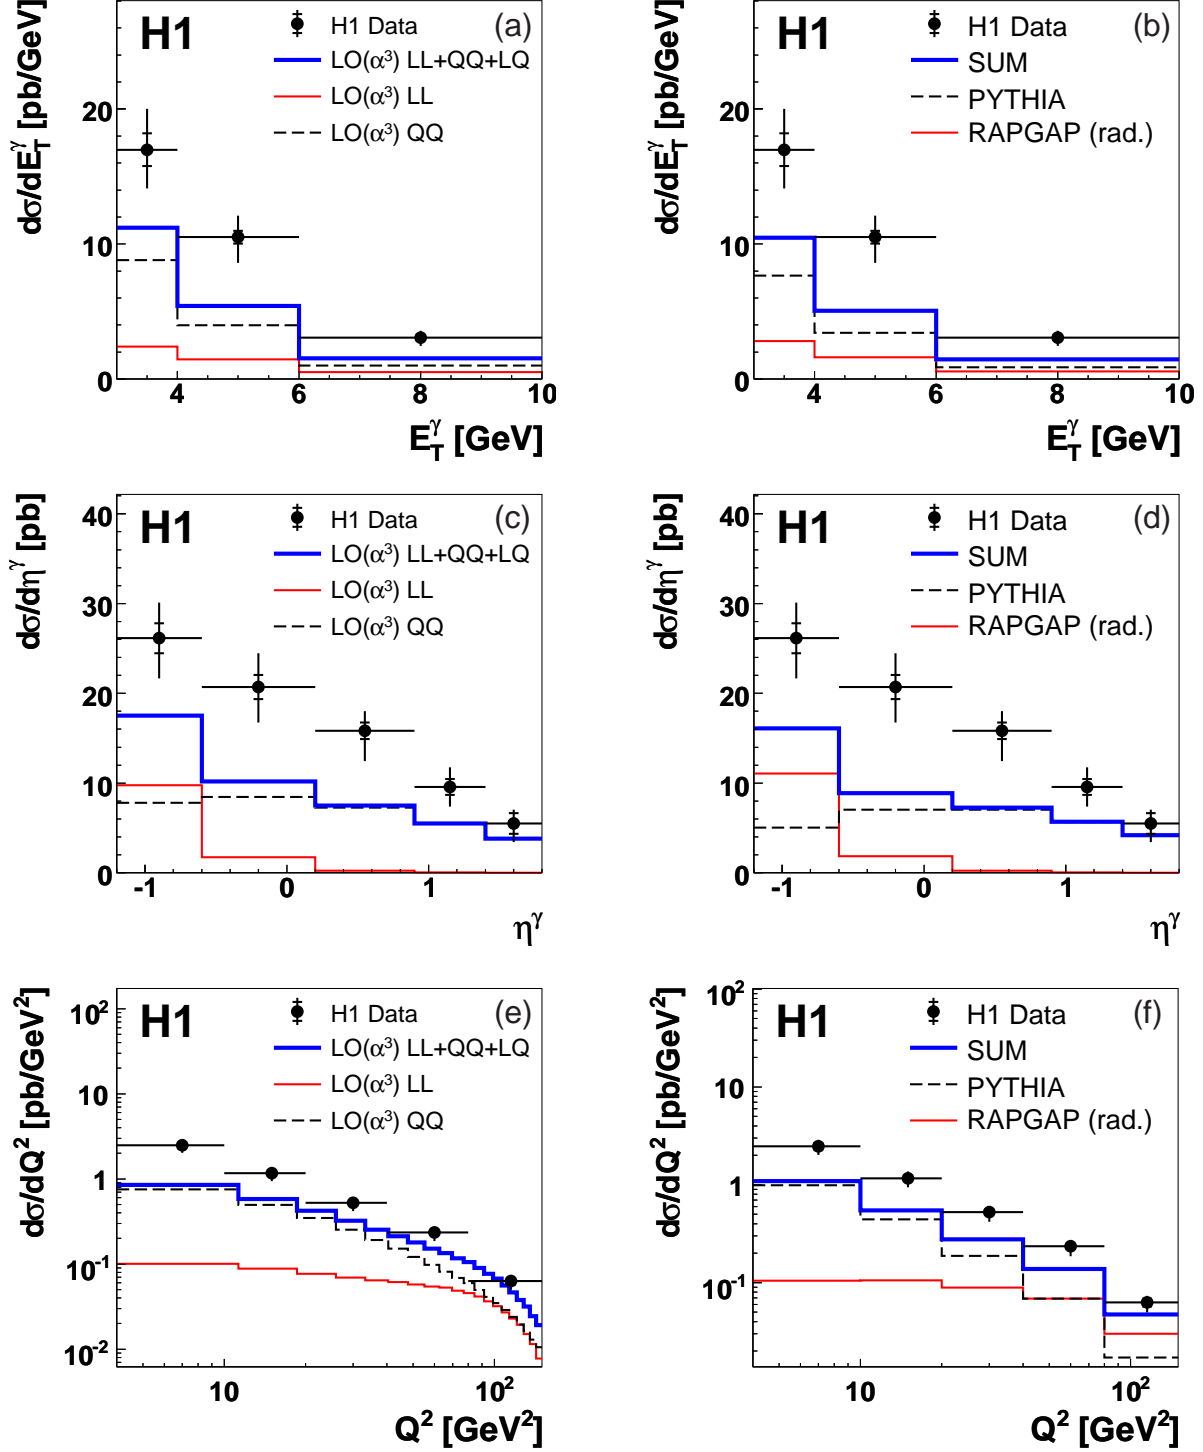 H1
(a)
H1 Data
LO(α³) LL+QQ+LQ
LO(α³) LL
LO(α³) QQ
dσ/dE_T^γ [pb/GeV]
20
10
0
4 6 8 10
E_T^γ [GeV]
H1
(b)
H1 Data
SUM
PYTHIA
RAPGAP (rad.)
dσ/dE_T^γ [pb/GeV]
20
10
0
4 6 8 10
E_T^γ [GeV]
H1
(c)
H1 Data
LO(α³) LL+QQ+LQ
LO(α³) LL
LO(α³) QQ
dσ/dη^γ [pb]
40
30
20
10
0
-1 0 1
η^γ
H1
(d)
H1 Data
SUM
PYTHIA
RAPGAP (rad.)
dσ/dη^γ [pb]
40
30
20
10
0
-1 0 1
η^γ
H1
(e)
H1 Data
LO(α³) LL+QQ+LQ
LO(α³) LL
LO(α³) QQ
dσ/dQ² [pb/GeV²]
10²
10
1
10⁻¹
10⁻²
10 10²
Q² [GeV²]
H1
(f)
H1 Data
SUM
PYTHIA
RAPGAP (rad.)
dσ/dQ² [pb/GeV²]
10²
10
1
10⁻¹
10 10²
Q² [GeV²]